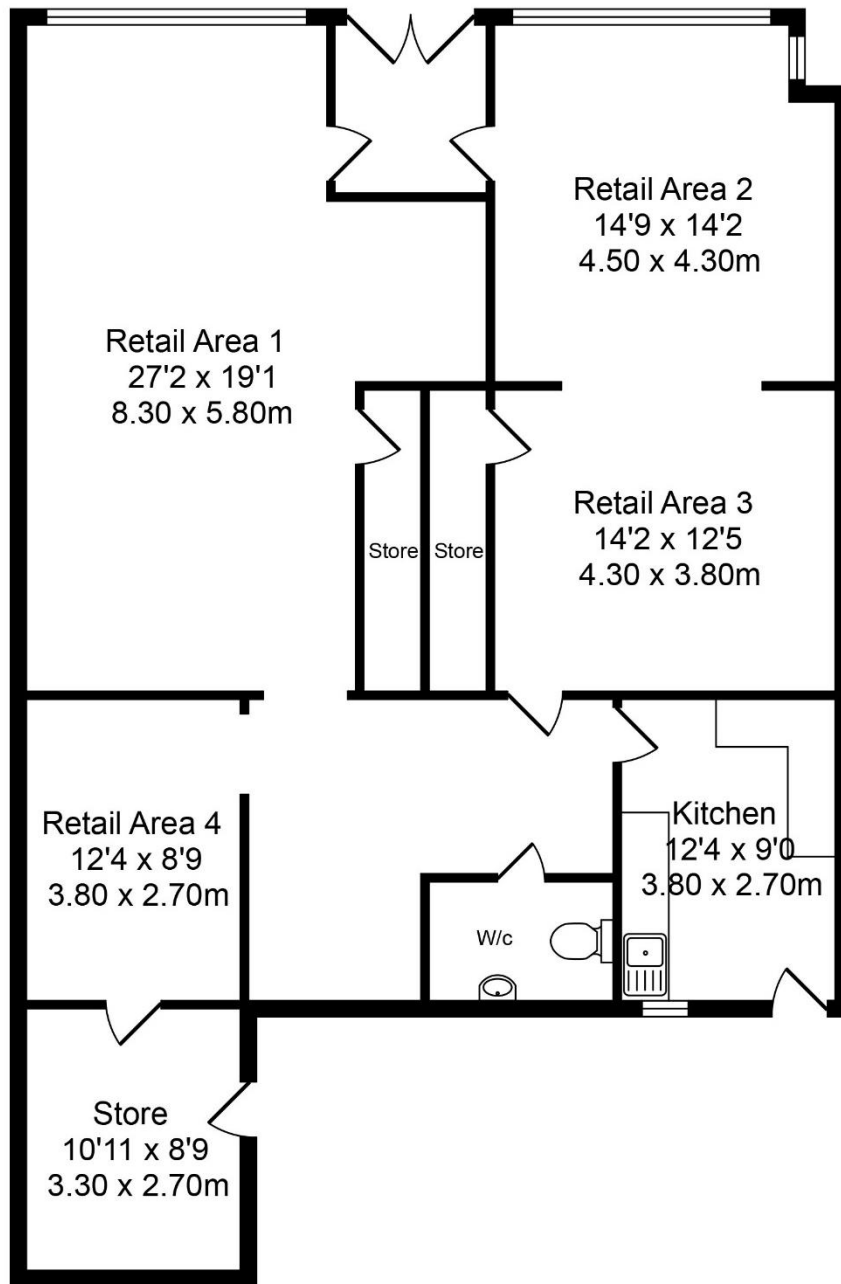 Retail Area 2
14'9 x 14'2
4.50 x 4.30m
Retail Area 1
27'2 x 19'1
8.30 x 5.80m
Retail Area 3
14'2 x 12'5
4.30 x 3.80m
Store
Store
Retail Area 4
12'4 x 8'9
3.80 x 2.70m
Kitchen
12'4 x 9'0
3.80 x 2.70m
W/c
Store
10'11 x 8'9
3.30 x 2.70m